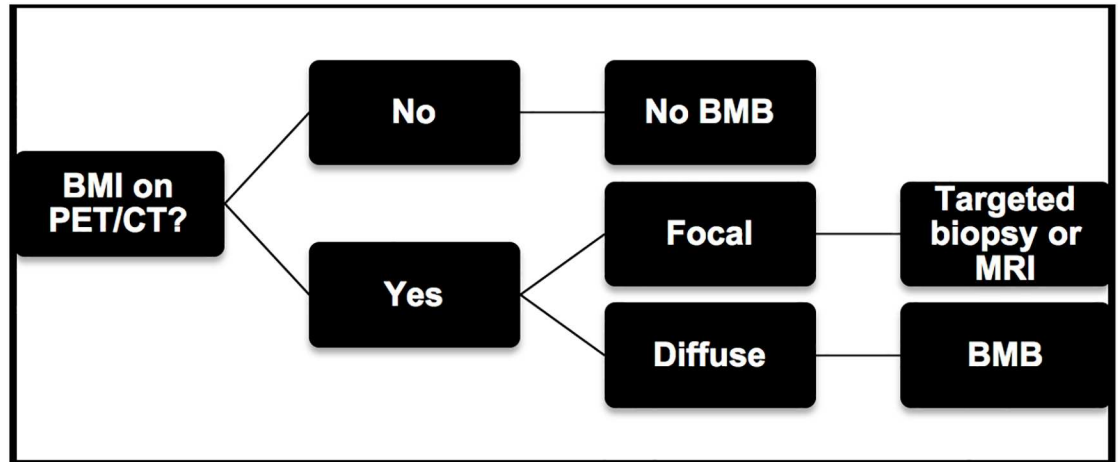 BMI on
PET/CT?
No
No BMB
Yes
Focal
Targeted
biopsy or
MRI
Diffuse
BMB